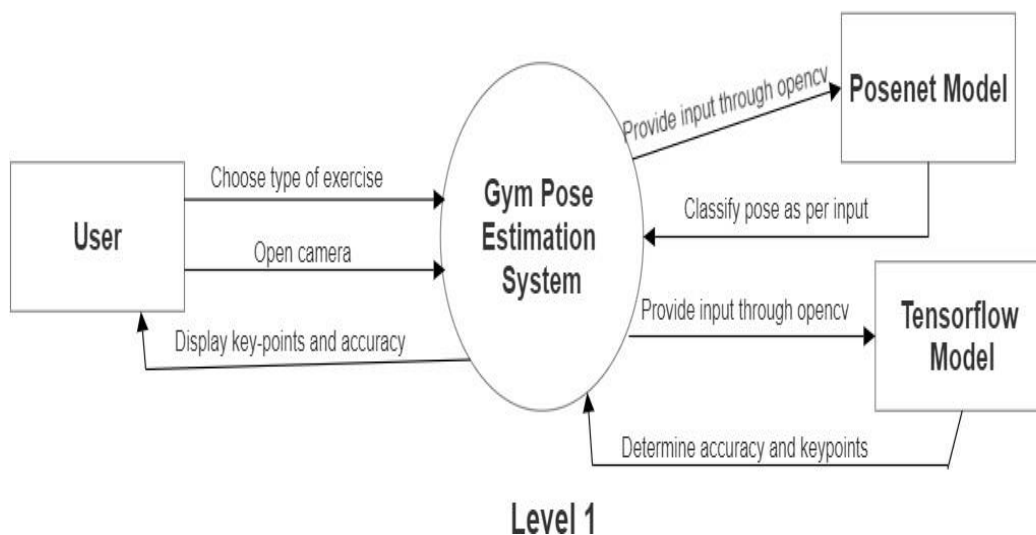 Posenet Model
Provide input through opencv
Choose type of exercise
Gym Pose
Estimation
System
Classify pose as per input
User
Open camera
Provide input through opencv
Tensorflow
Model
Display key-points and accuracy
Determine accuracy and keypoints
Level 1